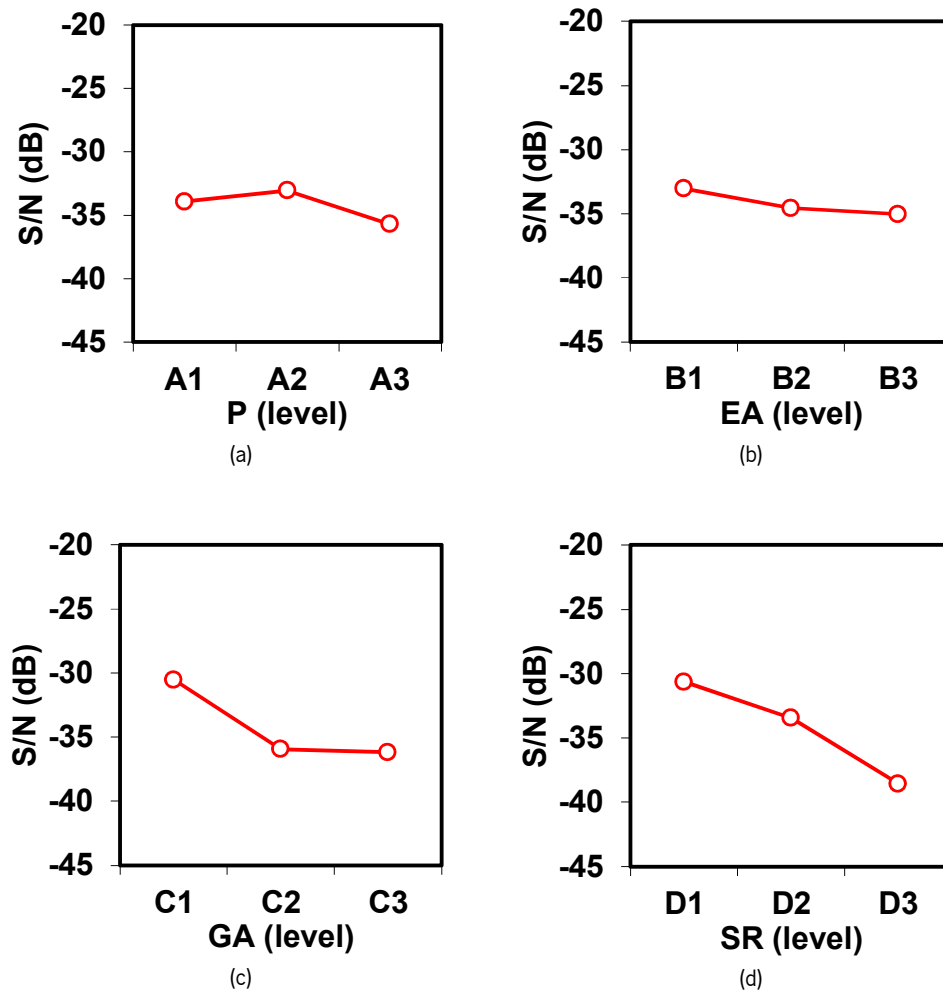 -20
-25
-30
-35
-40
-45
S/N (dB)
A1 A2 A3
P (level)
(a)
-20
-25
-30
-35
-40
-45
S/N (dB)
B1 B2 B3
EA (level)
(b)
-20
-25
-30
-35
-40
-45
S/N (dB)
C1 C2 C3
GA (level)
(c)
-20
-25
-30
-35
-40
-45
S/N (dB)
D1 D2 D3
SR (level)
(d)